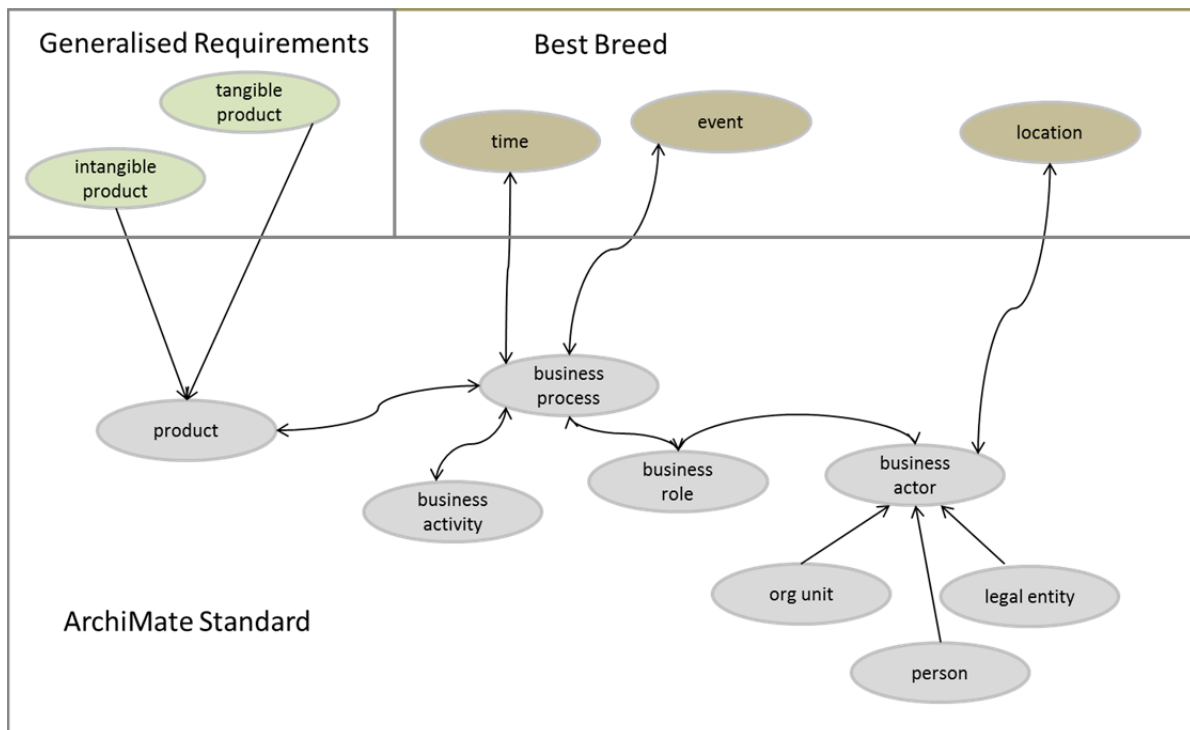 Generalised Requirements
Best Breed
tangible
product
intangible
product
time
event
location
business
process
product
business
activity
business
role
business
actor
org unit
legal entity
person
ArchiMate Standard